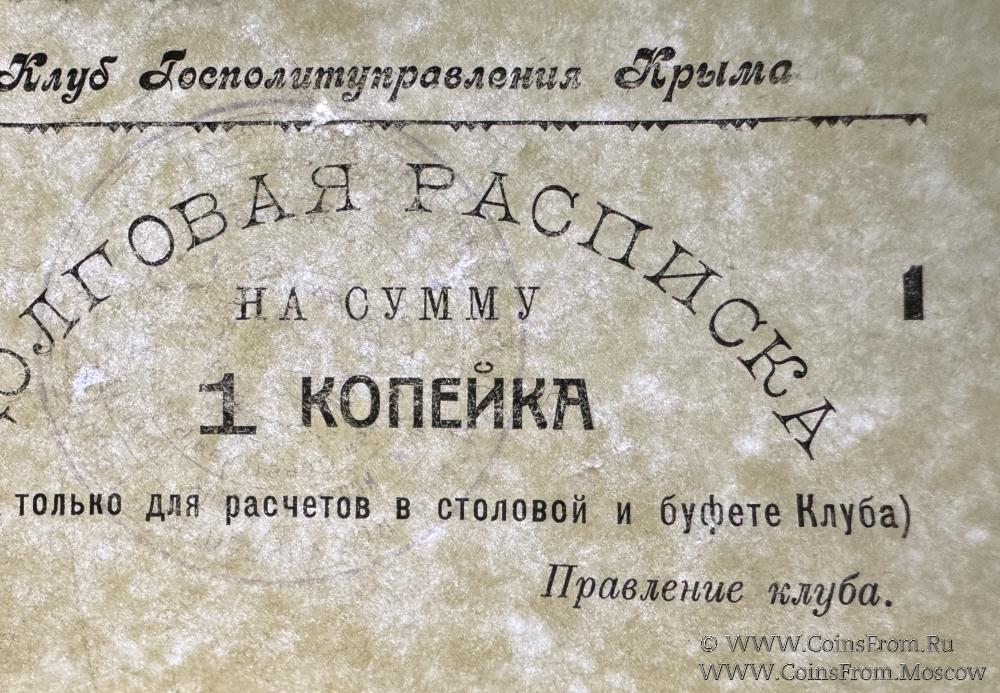 Клуб Госполитуправления Крыма
ДОЛГОВАЯ РАСПИСКА
НА СУММУ
1
1 КОПЕЙКА
только для расчетов в столовой и буфете Клуба)
Правление клуба.
© WWW.CoinsFrom.Ru
WWW.CoinsFrom.Moscow